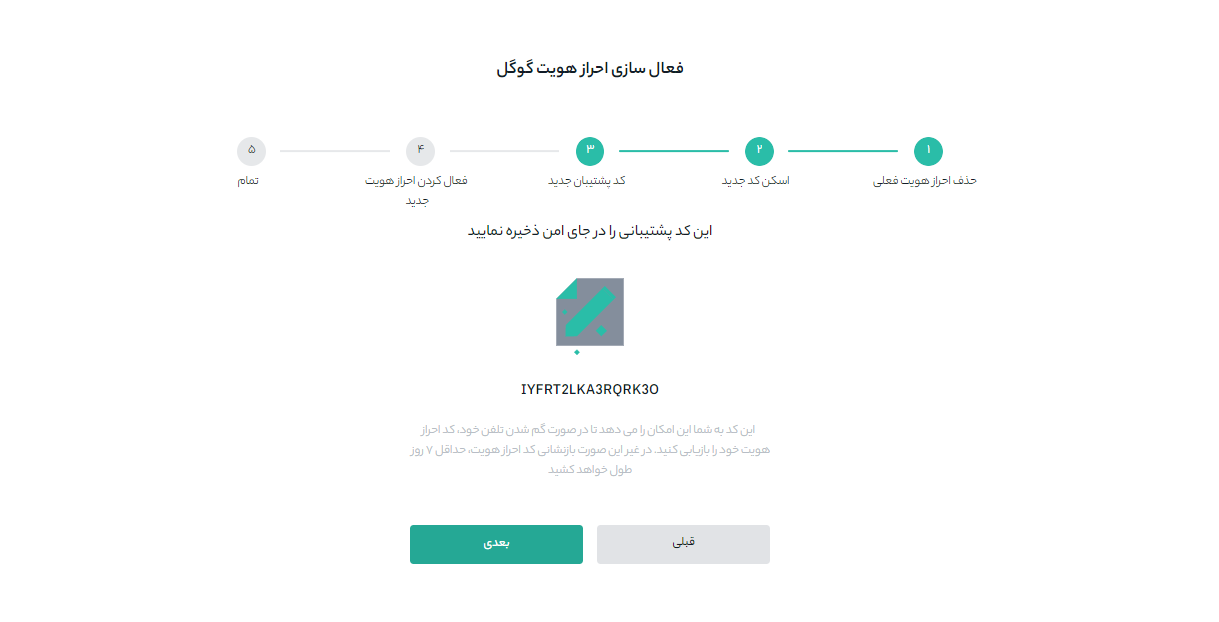 فعال سازی احراز هویت گوگل
۱
۲
۳
۴
۵
حذف احراز هویت فعلی
اسکن کد جدید
کد پشتیبان جدید
فعال کردن احراز هویت
جدید
تمام
این کد پشتیبانی را در جای امن ذخیره نمایید
IYFRT2LKA3RQRK3O
این کد به شما این امکان را می دهد تا در صورت گم شدن تلفن خود، کد احراز
هویت خود را بازیابی کنید. در غیر این صورت بازنشانی کد احراز هویت، حداقل ۷ روز
طول خواهد کشید
قبلی
بعدی